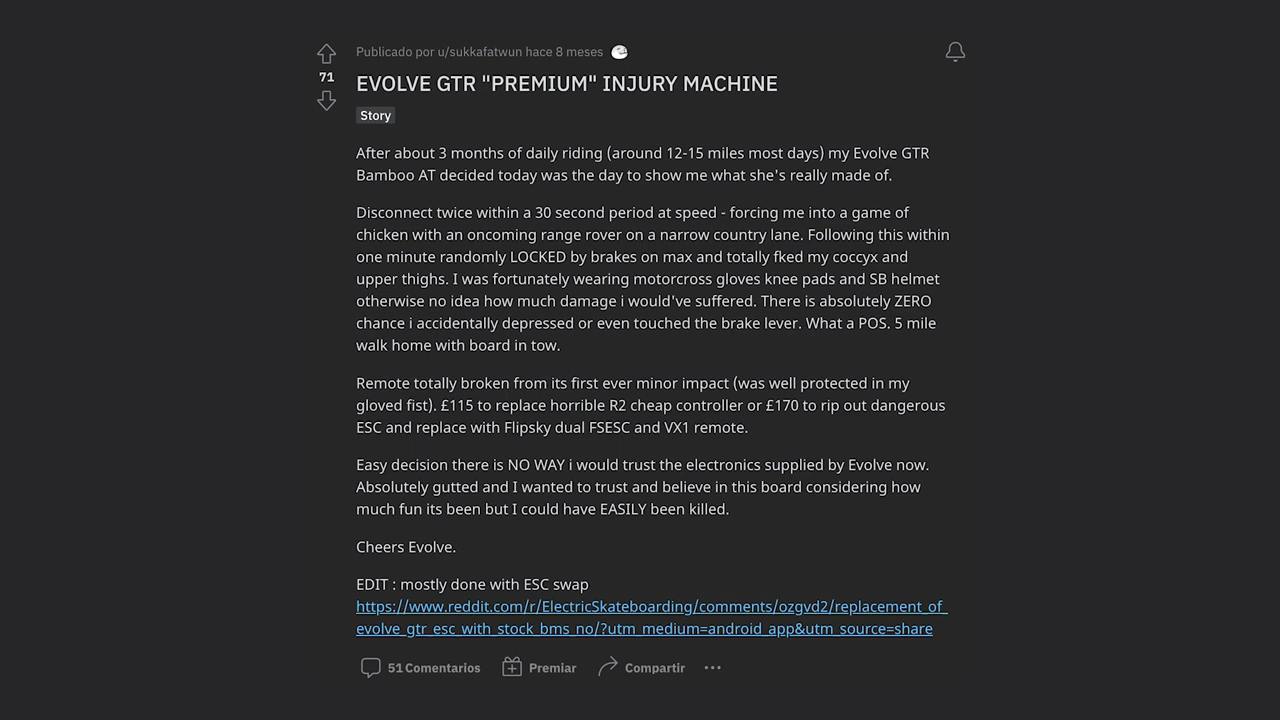 Publicado por u/sukkafatwun hace 8 meses
71
EVOLVE GTR "PREMIUM" INJURY MACHINE
Story
After about 3 months of daily riding (around 12-15 miles most days) my Evolve GTR
Bamboo AT decided today was the day to show me what she's really made of.
Disconnect twice within a 30 second period at speed - forcing me into a game of
chicken with an oncoming range rover on a narrow country lane. Following this within
one minute randomly LOCKED by brakes on max and totally fked my coccyx and
upper thighs. I was fortunately wearing motorcross gloves knee pads and SB helmet
otherwise no idea how much damage i would've suffered. There is absolutely ZERO
chance i accidentally depressed or even touched the brake lever. What a POS. 5 mile
walk home with board in tow.
Remote totally broken from its first ever minor impact (was well protected in my
gloved fist). £115 to replace horrible R2 cheap controller or £170 to rip out dangerous
ESC and replace with Flipsky dual FSESC and VX1 remote.
Easy decision there is NO WAY i would trust the electronics supplied by Evolve now.
Absolutely gutted and I wanted to trust and believe in this board considering how
much fun its been but I could have EASILY been killed.
Cheers Evolve.
EDIT : mostly done with ESC swap
https://www.reddit.com/r/ElectricSkateboarding/comments/ozgvd2/replacement_of_
evolve_gtr_esc_with_stock_bms_no/?utm_medium=android_app&utm_source=share
51 Comentarios Premiar Compartir ...